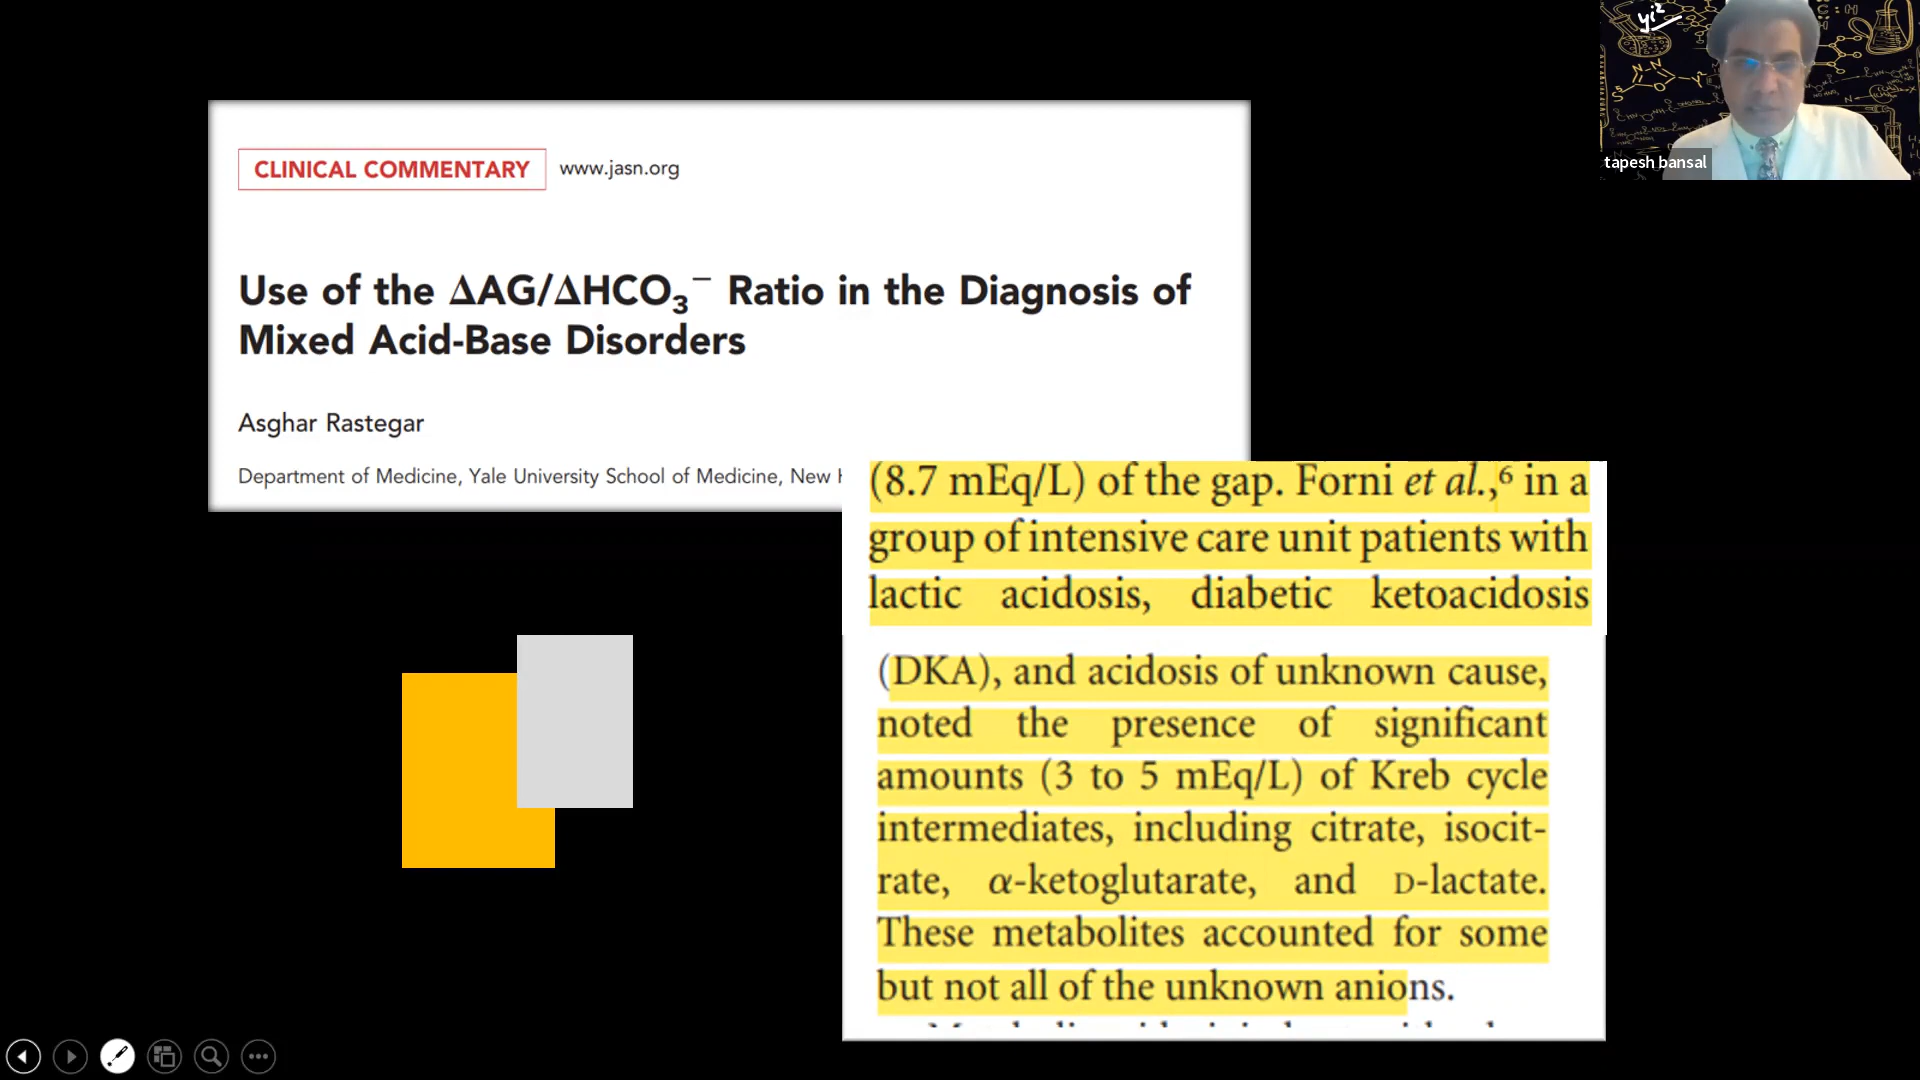 CLINICAL COMMENTARY www.jasn.org
Use of the ΔAG/ΔHCO₃⁻ Ratio in the Diagnosis of
Mixed Acid-Base Disorders
Asghar Rastegar
Department of Medicine, Yale University School of Medicine, New
(8.7 mEq/L) of the gap. Forni et al.,⁶ in a
group of intensive care unit patients with
lactic acidosis, diabetic ketoacidosis
(DKA), and acidosis of unknown cause,
noted the presence of significant
amounts (3 to 5 mEq/L) of Kreb cycle
intermediates, including citrate, isocit-
rate, α-ketoglutarate, and D-lactate.
These metabolites accounted for some
but not all of the unknown anions.
tapesh bansal